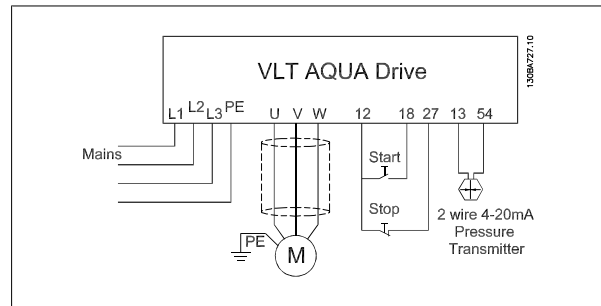 VLT AQUA Drive
130BA727.10
L1 L2 L3 PE U V W 12 18 27 13 54
Mains
Start
Stop
PE
M
2 wire 4-20mA
Pressure
Transmitter